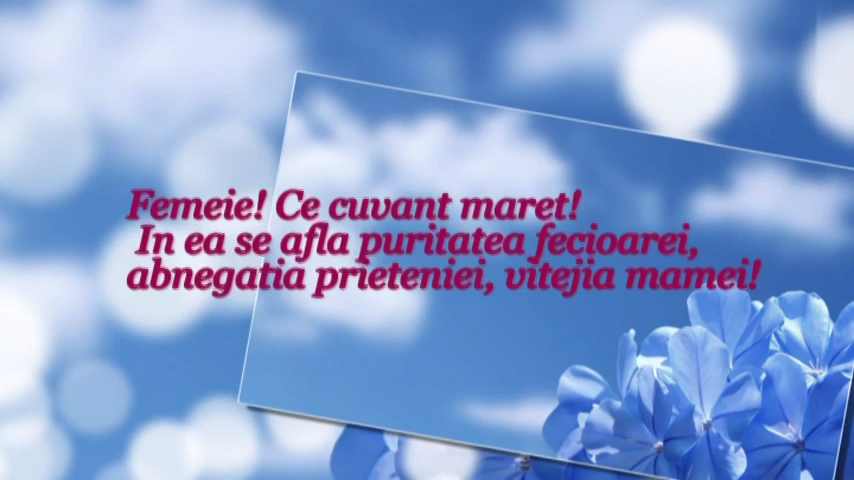 Femeie! Ce cuvant maret!
In ea se afla puritatea fecioarei,
abnegatia prieteniei, vitejia mamei!